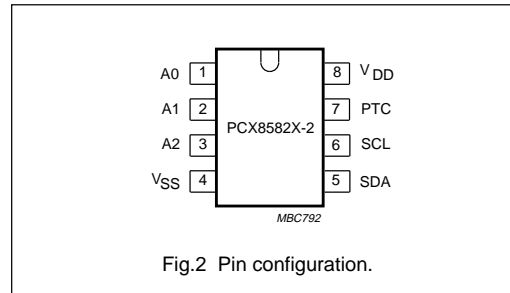 A0 1 8 VDD
A1 2 7 PTC
PCX8582X-2
A2 3 6 SCL
VSS 4 5 SDA
MBC792
Fig.2 Pin configuration.